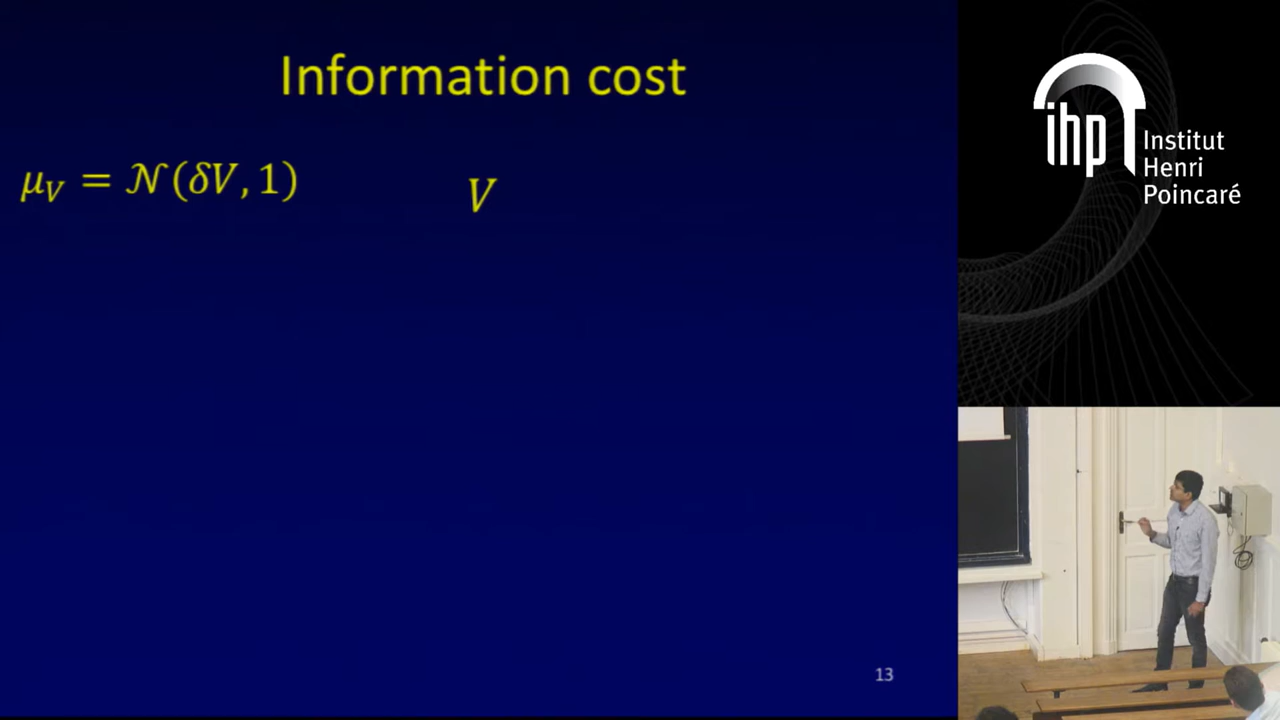 Information cost
μ_V = 𝒩(δV, 1)
V
13
ihp
Institut
Henri
Poincaré